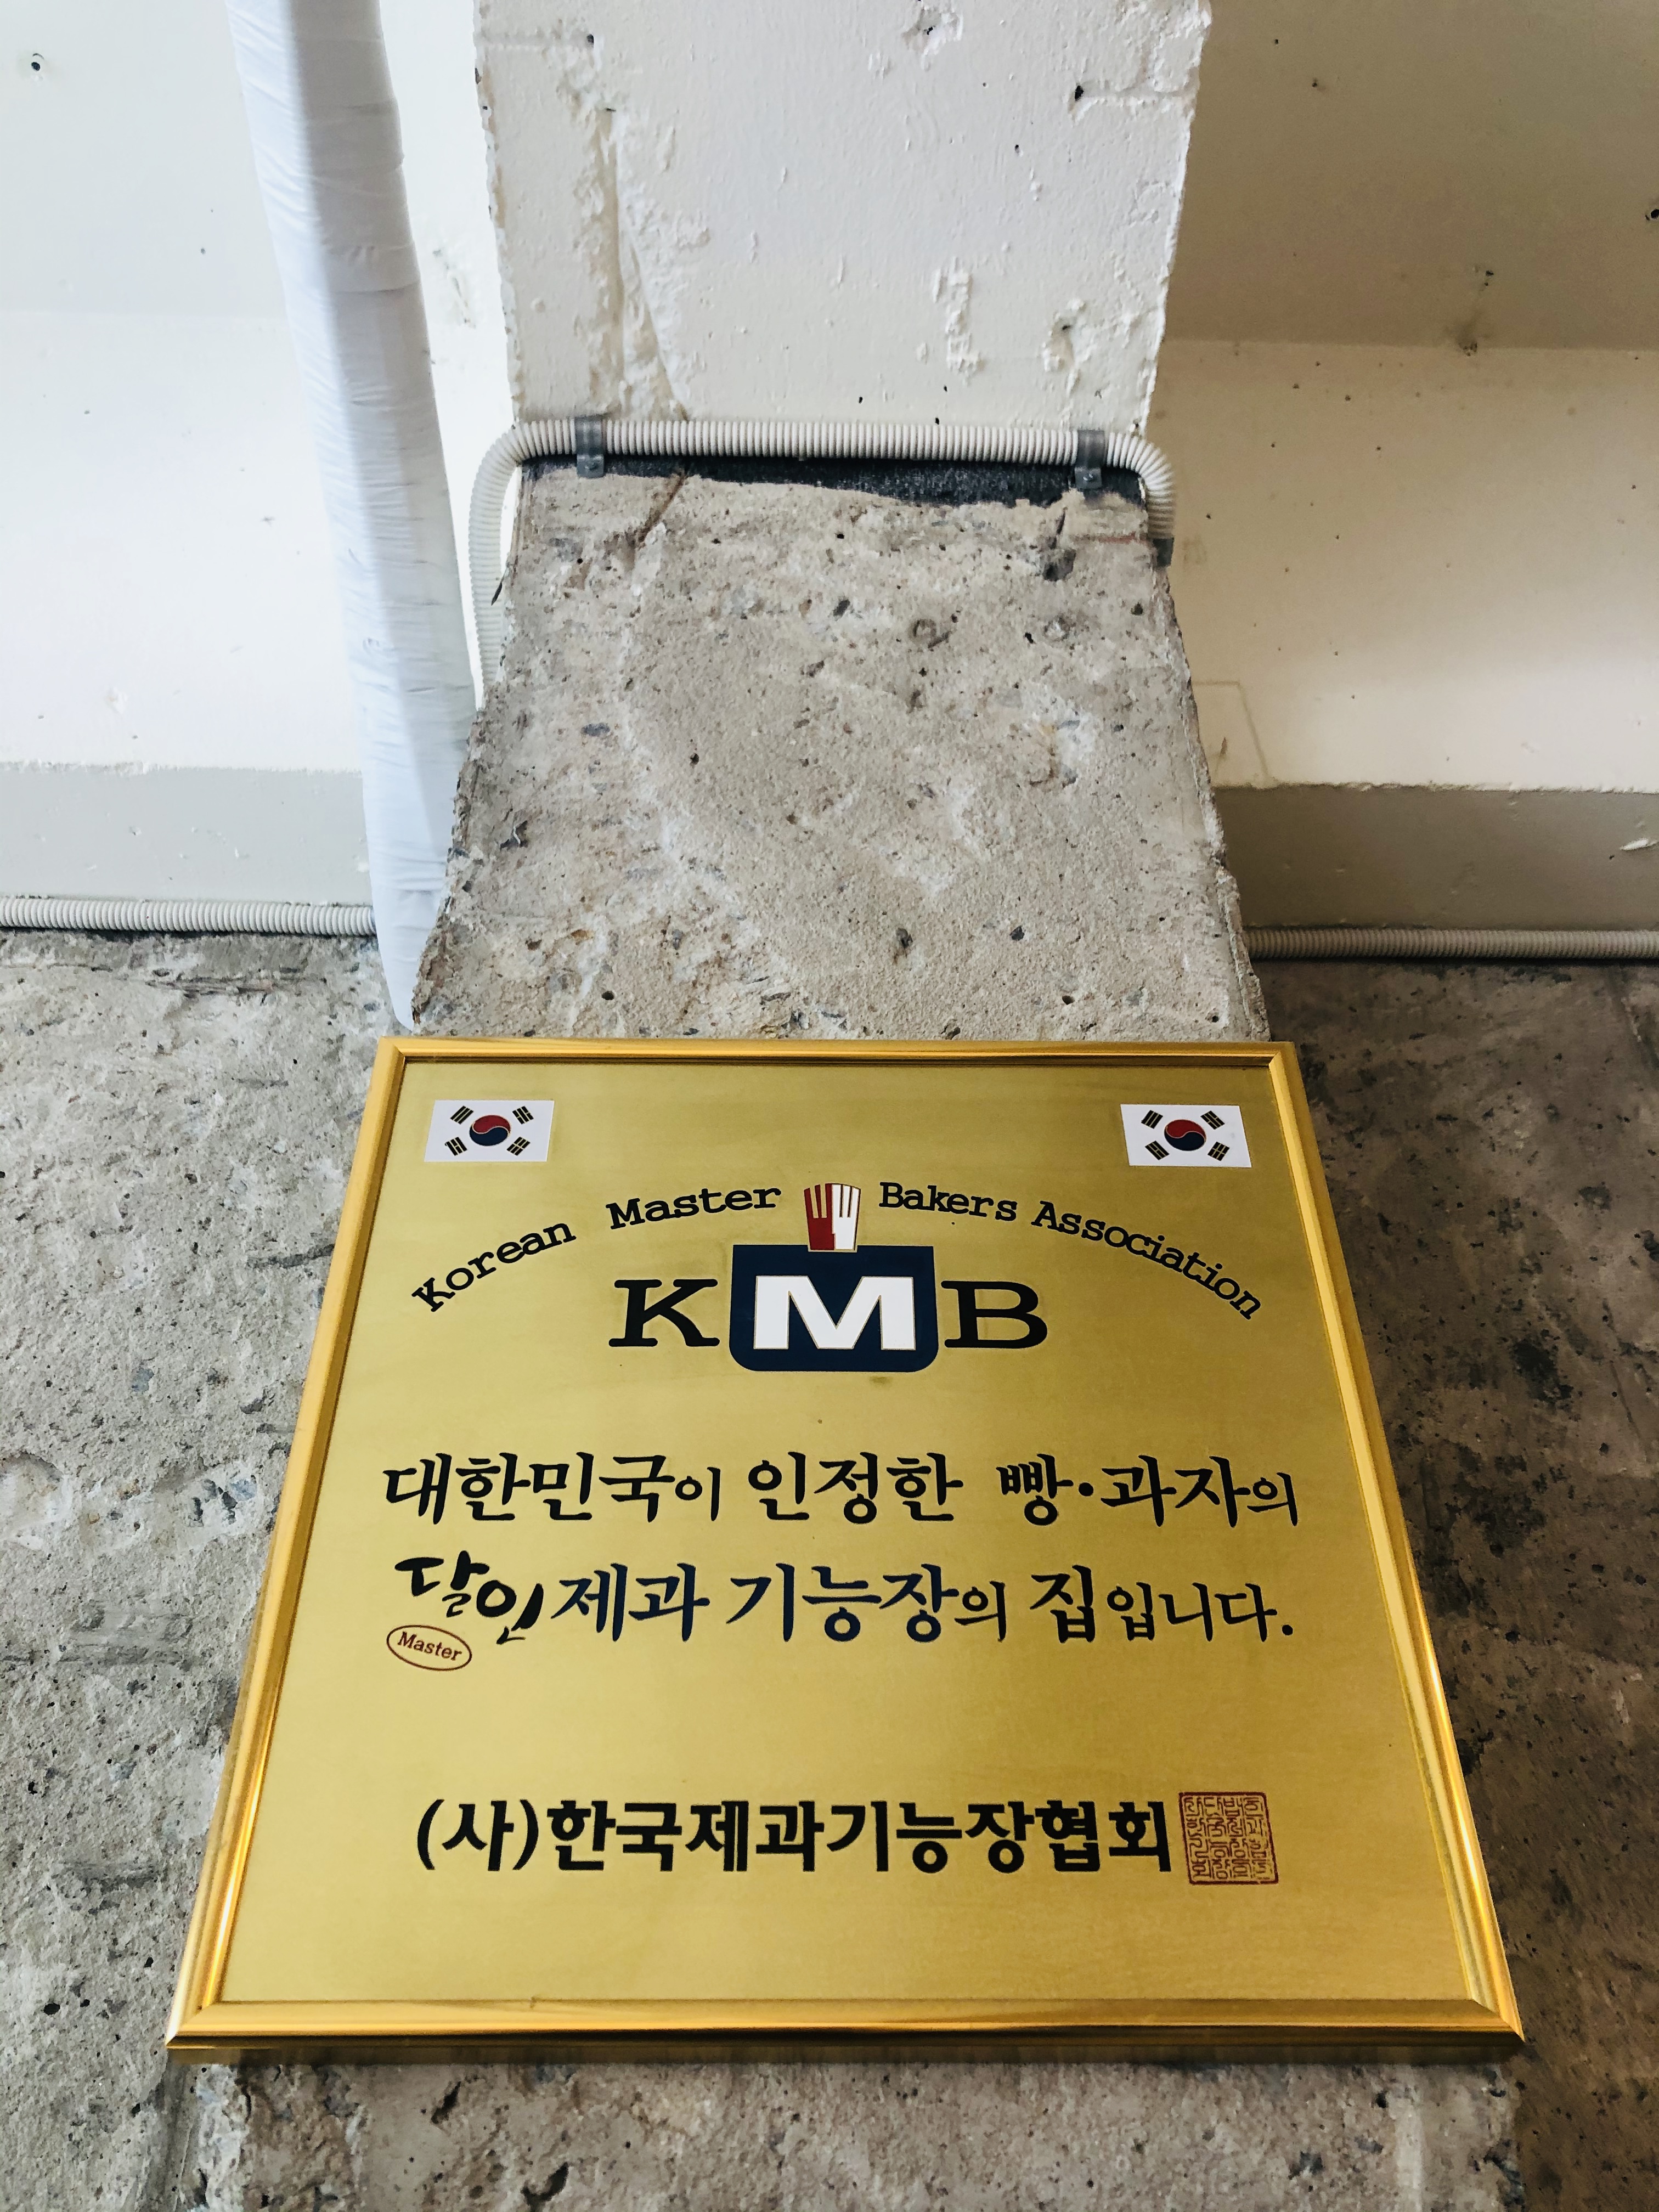 Korean Master Bakers Association
KMB
대한민국이 인정한 빵·과자의
달인 제과 기능장의 집입니다.
Master
(사)한국제과기능장협회